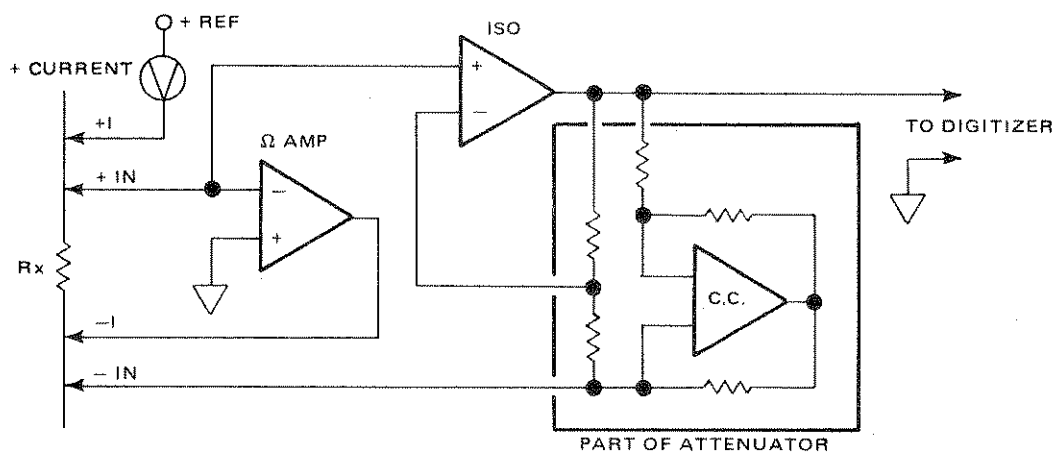 + REF
ISO
+ CURRENT
+I
TO DIGITIZER
Ω AMP
+ IN
−
+
+
−
Rx
C.C.
−I
− IN
PART OF ATTENUATOR